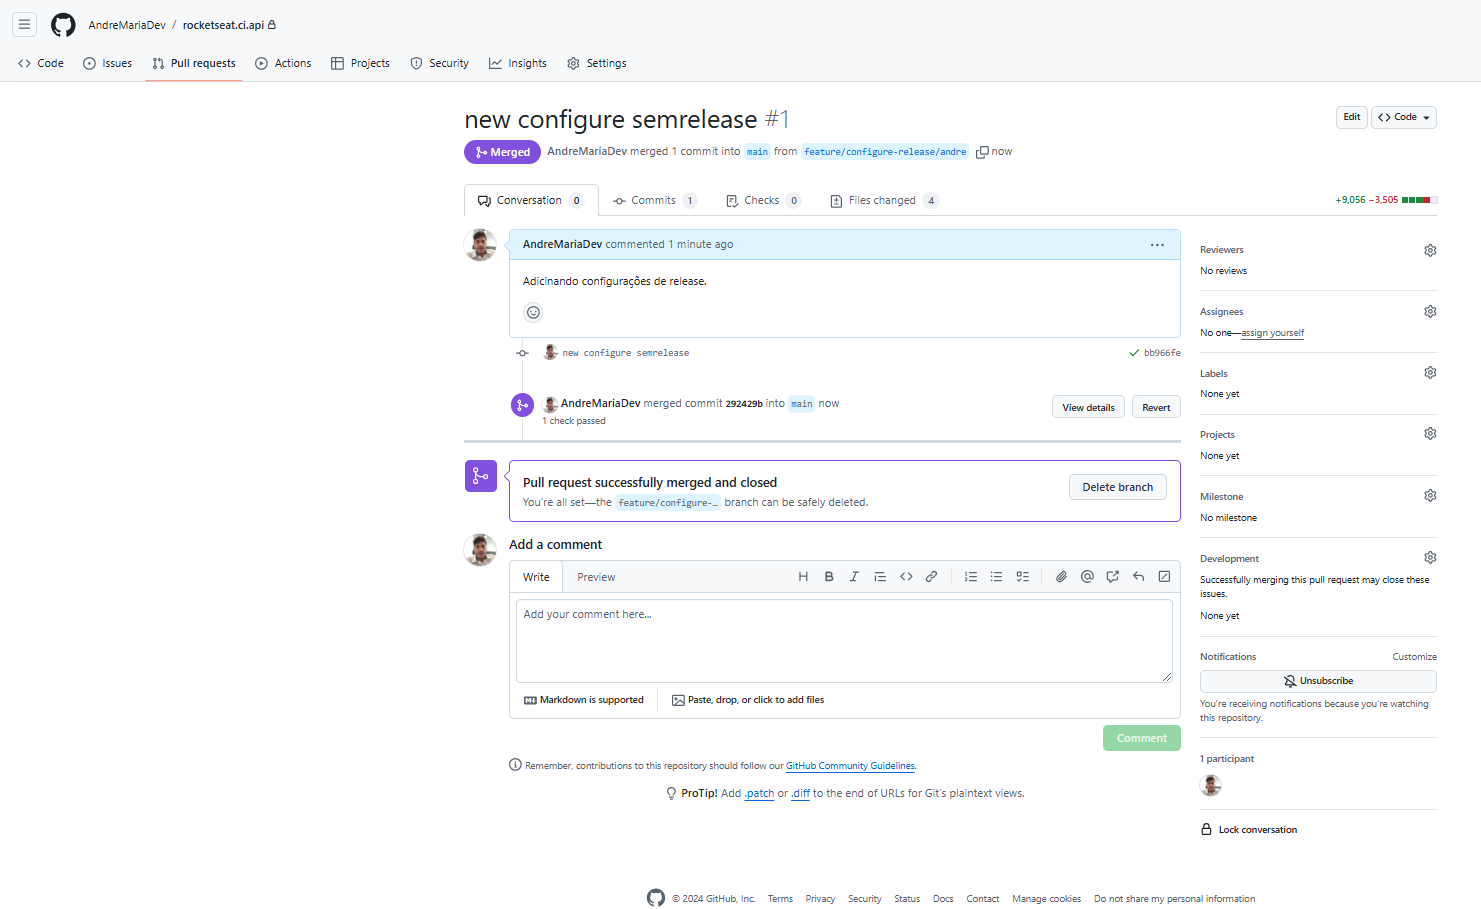 AndreMariaDev / rocketseat.ci.api
Code Issues Pull requests Actions Projects Security Insights Settings
new configure semrelease #1
Edit Code
Merged AndreMariaDev merged 1 commit into main from feature/configure-release/andre now
Conversation 0 Commits 1 Checks 0 Files changed 4
+9,056 −3,505
AndreMariaDev commented 1 minute ago
Adicinando configurações de release.
new configure semrelease
bb966fe
AndreMariaDev merged commit 292429b into main now
1 check passed
View details Revert
Pull request successfully merged and closed
You're all set—the feature/configure-… branch can be safely deleted.
Delete branch
Add a comment
Write Preview
Add your comment here...
Markdown is supported
Paste, drop, or click to add files
Comment
Remember, contributions to this repository should follow our GitHub Community Guidelines.
ProTip! Add .patch or .diff to the end of URLs for Git's plaintext views.
Reviewers
No reviews
Assignees
No one—assign yourself
Labels
None yet
Projects
None yet
Milestone
No milestone
Development
Successfully merging this pull request may close these
issues.
None yet
Notifications Customize
Unsubscribe
You're receiving notifications because you're watching
this repository.
1 participant
Lock conversation
© 2024 GitHub, Inc. Terms Privacy Security Status Docs Contact Manage cookies Do not share my personal information